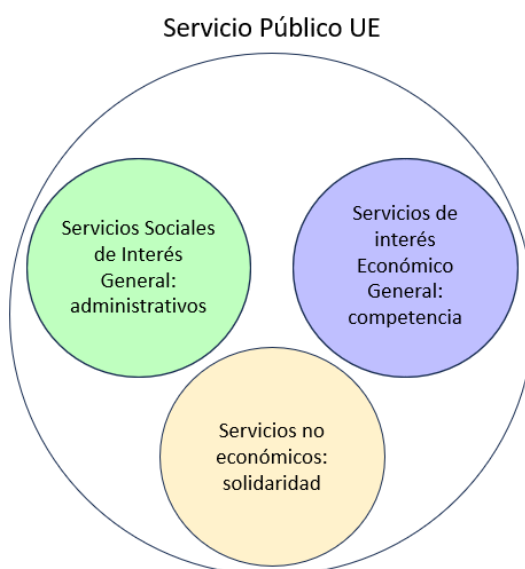 Servicio Público UE
Servicios Sociales
de Interés
General:
administrativos
Servicios de
interés
Económico
General:
competencia
Servicios no
económicos:
solidaridad